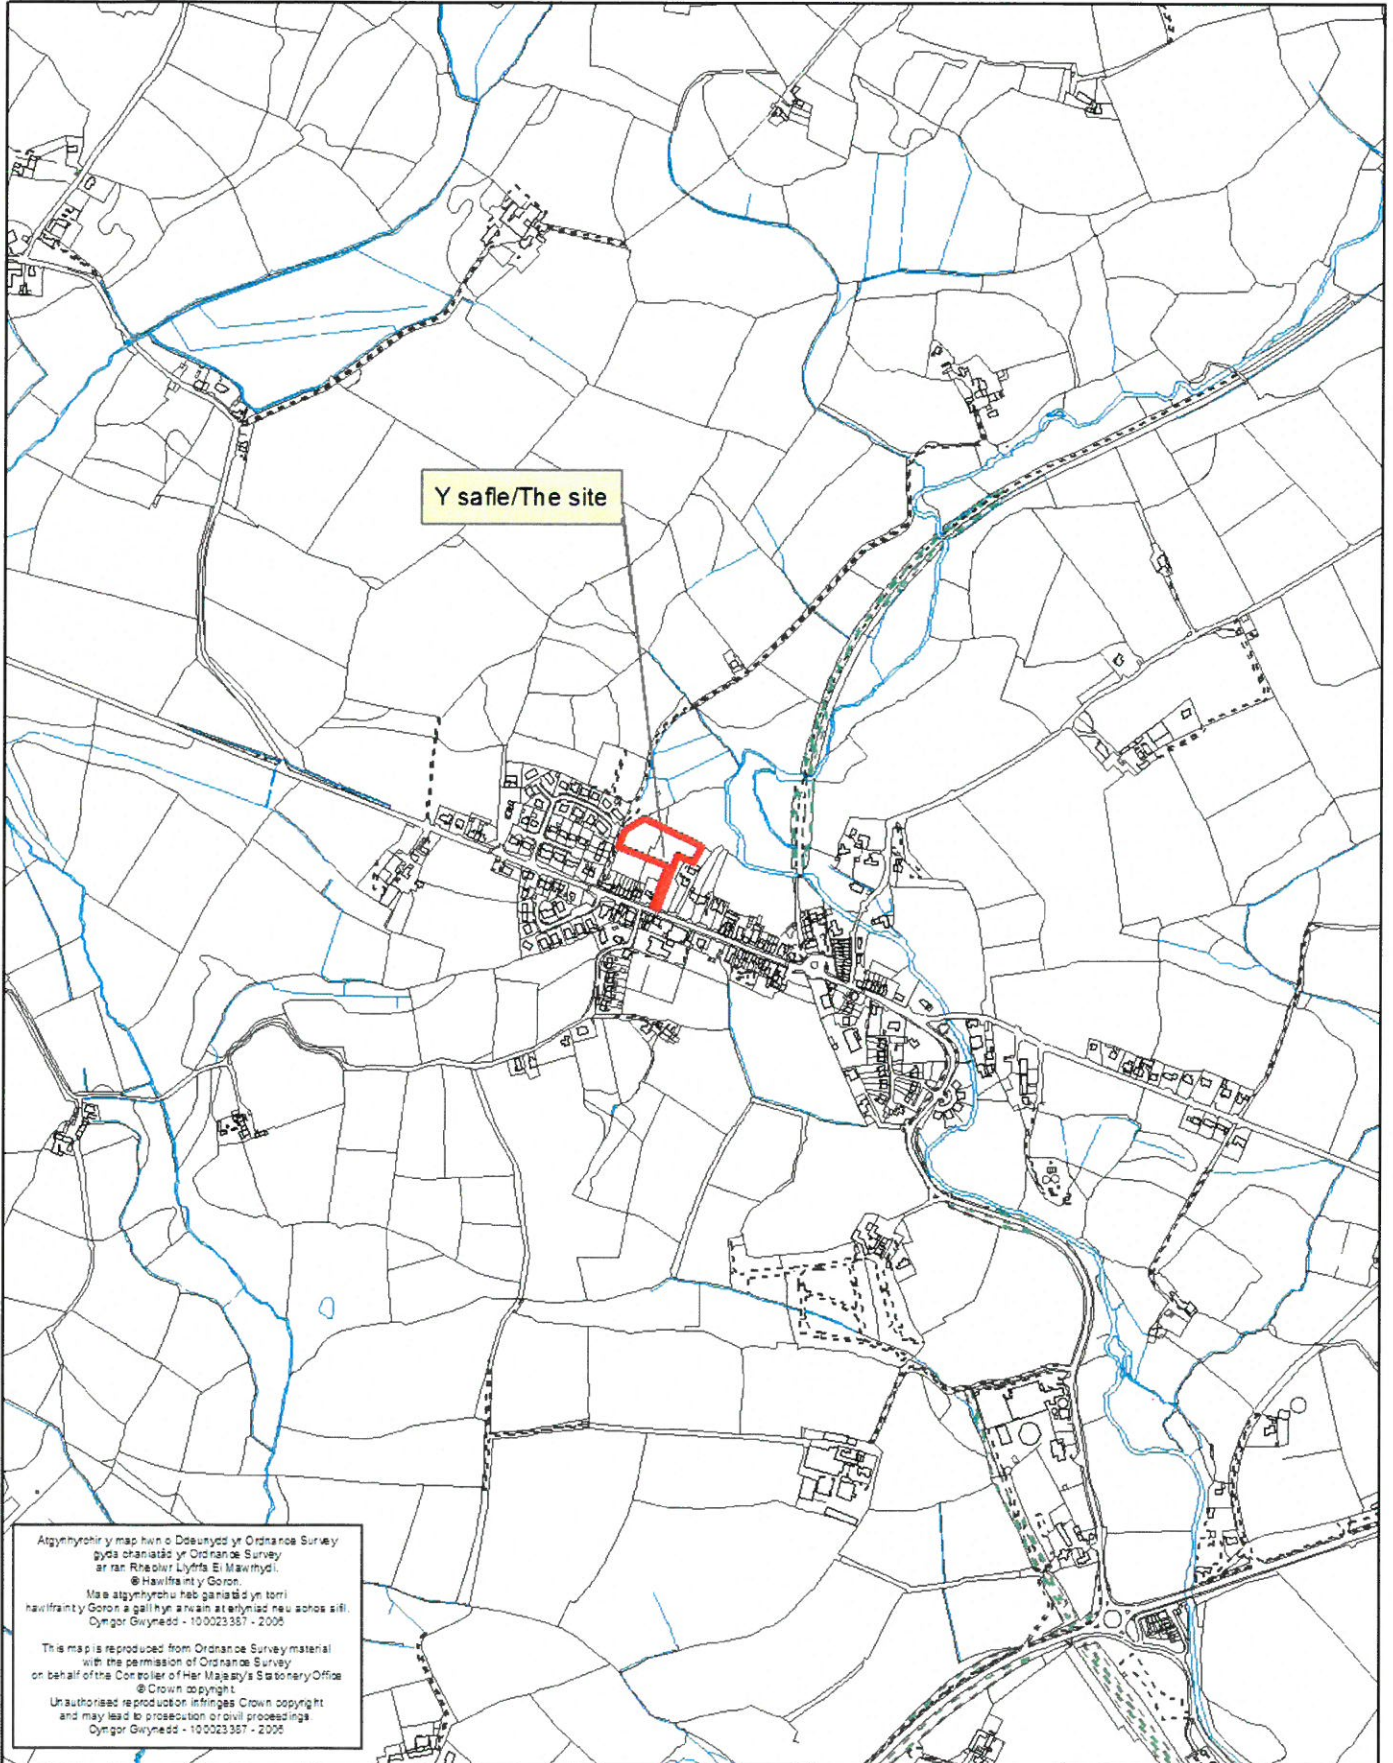 Y safle/The site
Atgynhyrchir y map hwn o Ddeunydd yr Ordnance Survey
gyda chaniatâd yr Ordnance Survey
ar ran Rheolwr Llyfrfa Ei Mawrhydi.
© Hawlfraint y Goron.
Mae atgynhyrchu heb ganiatâd yn torri
hawlfraint y Goron a gall hyn arwain at erlyniad neu achos sifil.
Cyngor Gwynedd - 100023387 -
This map is reproduced from Ordnance Survey material
with the permission of Ordnance Survey
on behalf of the Controller of Her Majesty's Stationery Office
© Crown copyright.
Unauthorised reproduction infringes Crown copyright
and may lead to prosecution or civil proceedings.
Cyngor Gwynedd - 100023387 -